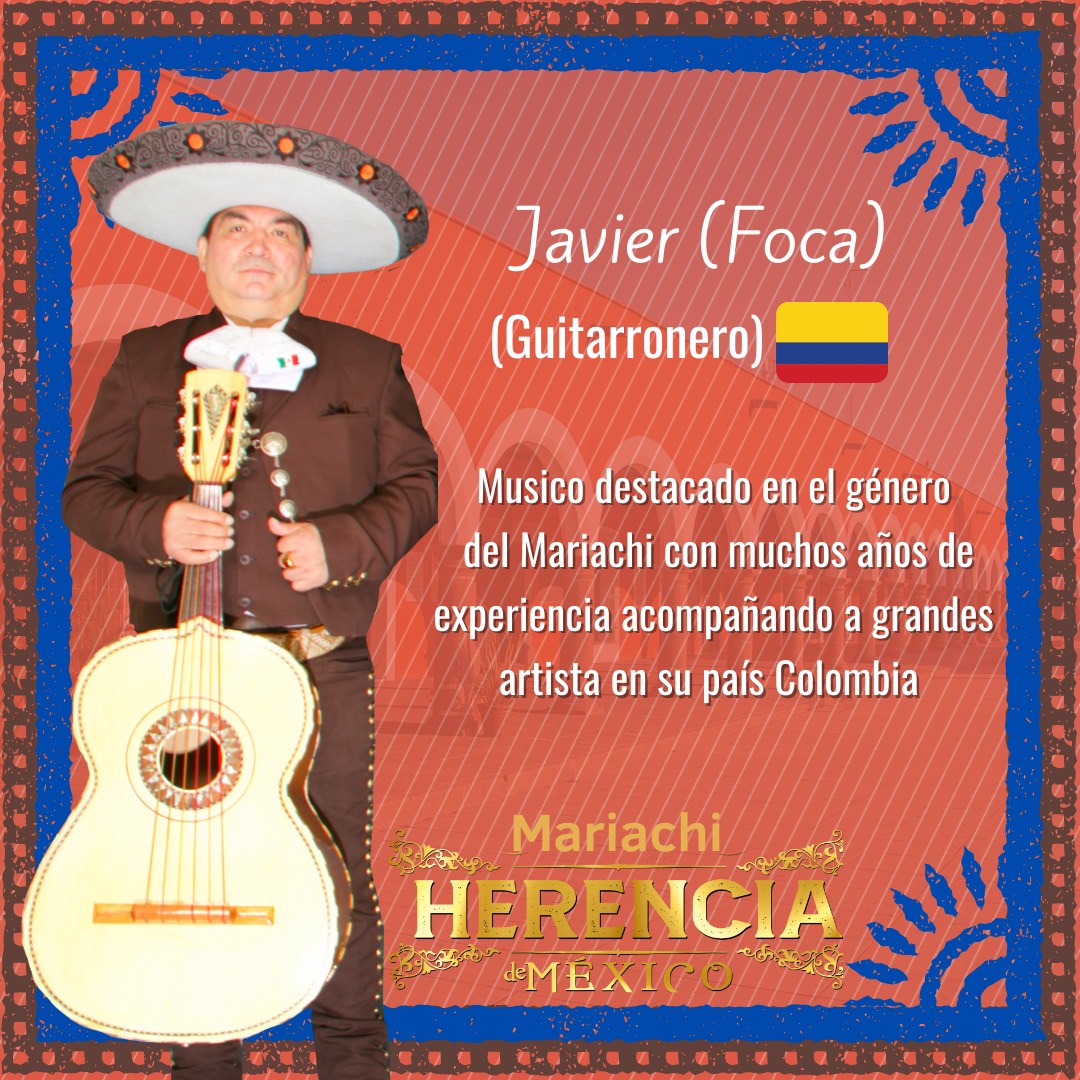 Javier (Foca)
(Guitarronero)
Musico destacado en el género
del Mariachi con muchos años de
experiencia acompañando a grandes
artista en su país Colombia
Mariachi
HERENCIA
de MÉXICO